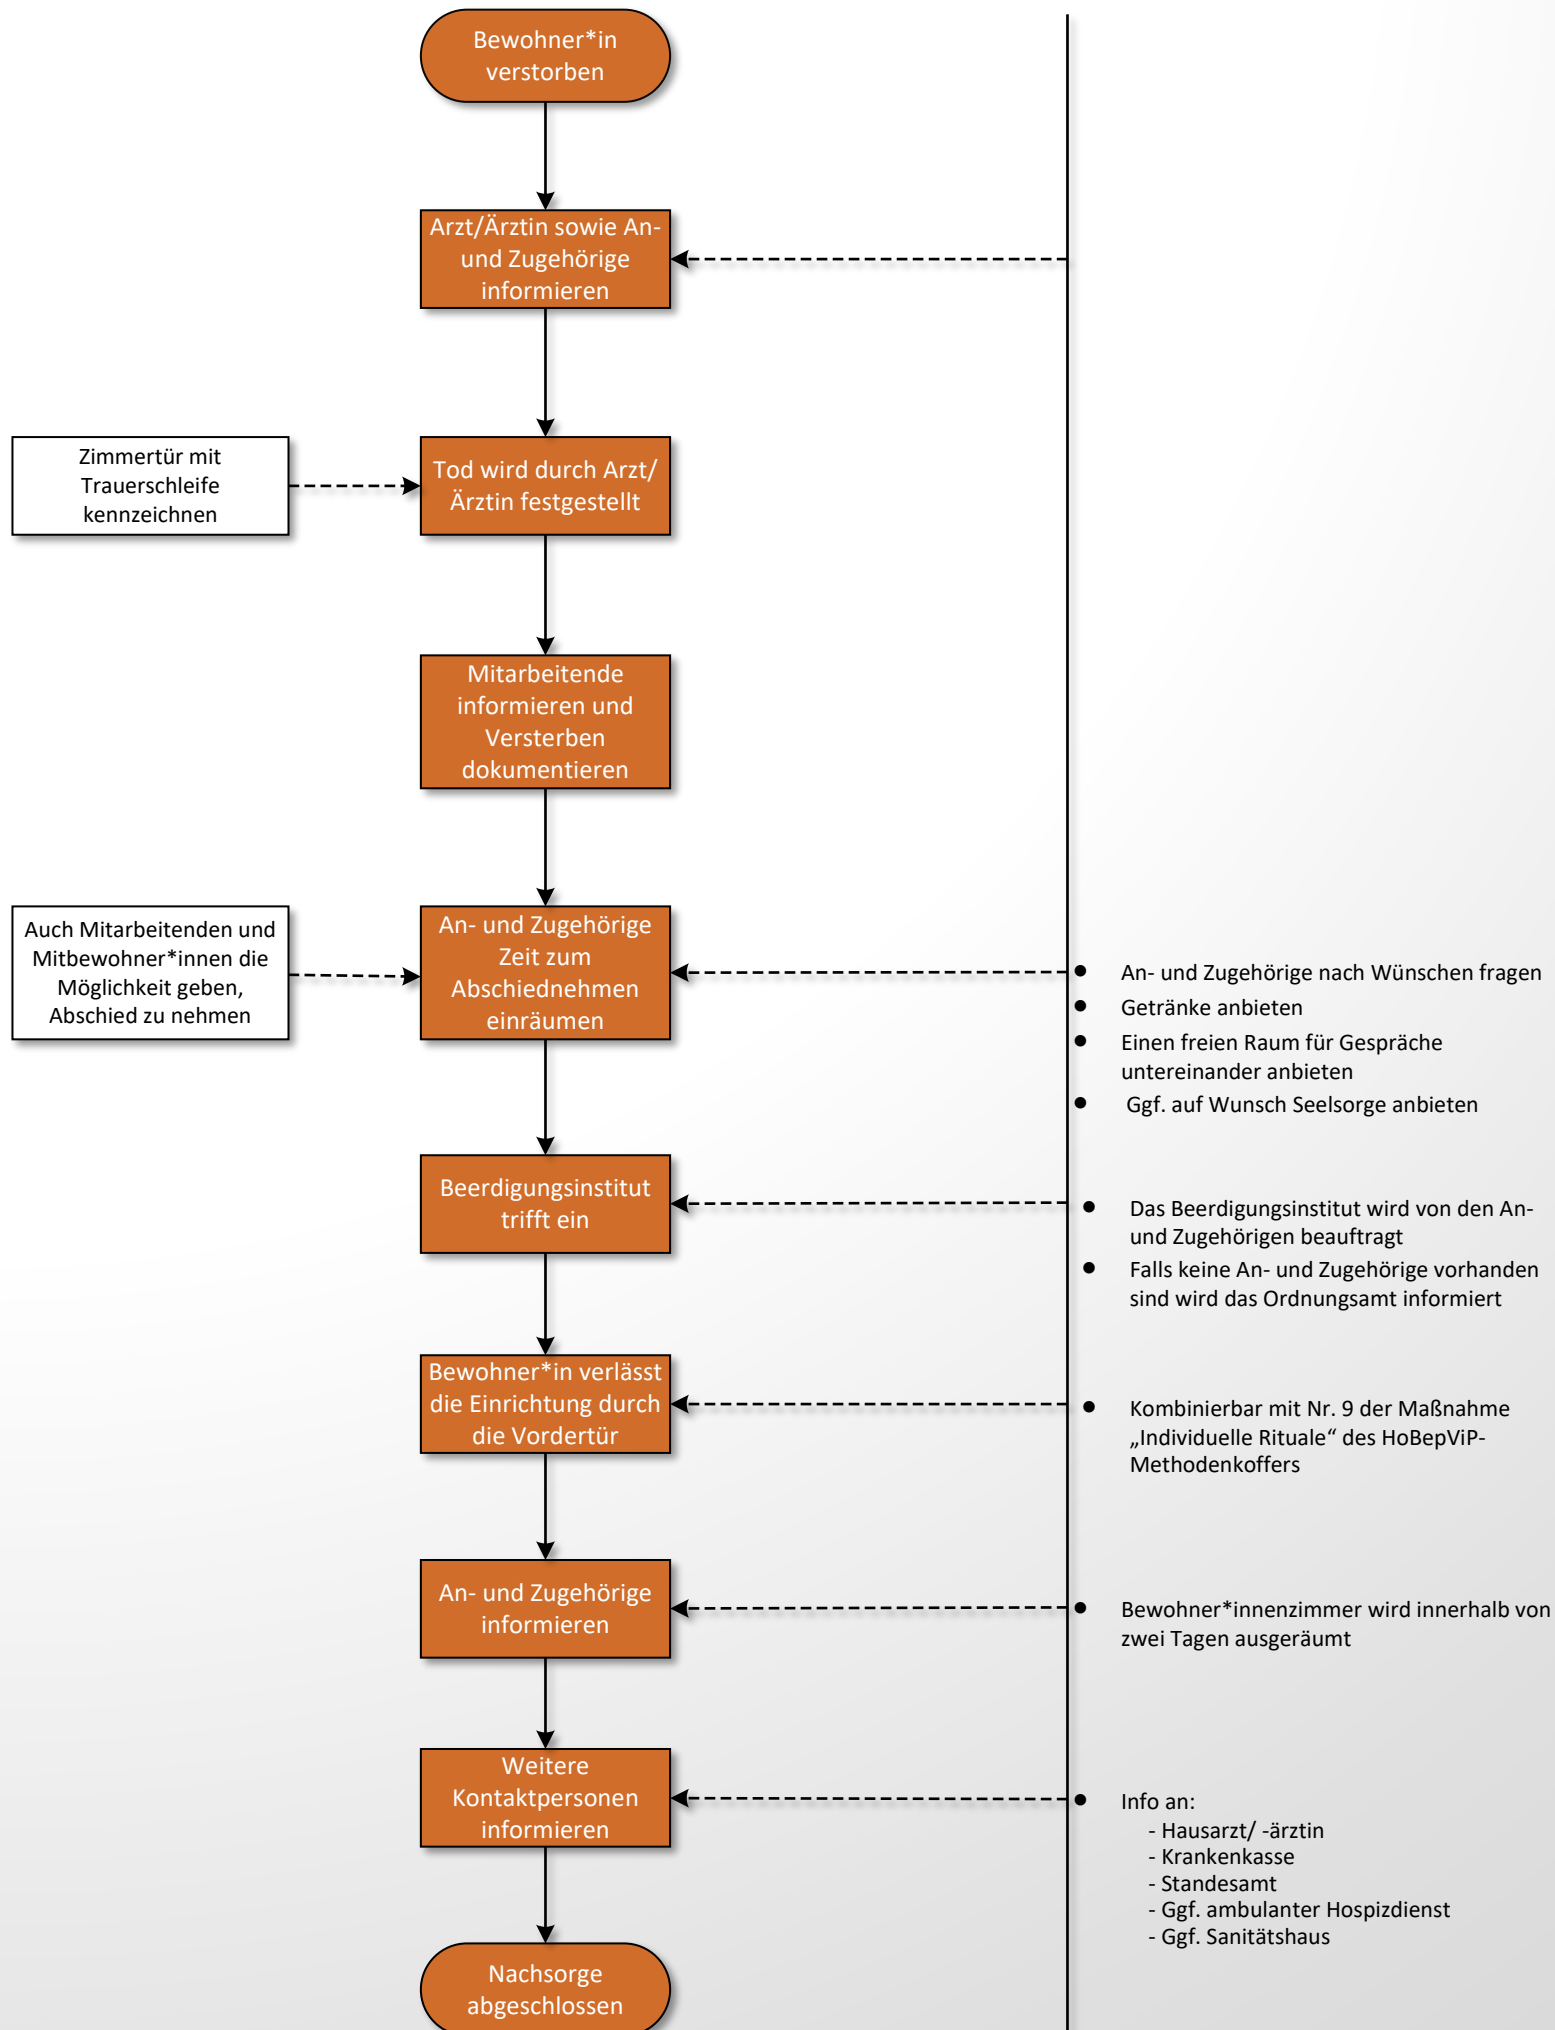 Bewohner*in
verstorben
Arzt/Ärztin sowie An-
und Zugehörige
informieren
Zimmertür mit
Trauerschleife
kennzeichnen
Tod wird durch Arzt/
Ärztin festgestellt
Mitarbeitende
informieren und
Versterben
dokumentieren
Auch Mitarbeitenden und
Mitbewohner*innen die
Möglichkeit geben,
Abschied zu nehmen
An- und Zugehörige
Zeit zum
Abschiednehmen
einräumen
● An- und Zugehörige nach Wünschen fragen
● Getränke anbieten
● Einen freien Raum für Gespräche
untereinander anbieten
● Ggf. auf Wunsch Seelsorge anbieten
Beerdigungsinstitut
trifft ein
● Das Beerdigungsinstitut wird von den An-
und Zugehörigen beauftragt
● Falls keine An- und Zugehörige vorhanden
sind wird das Ordnungsamt informiert
Bewohner*in verlässt
die Einrichtung durch
die Vordertür
● Kombinierbar mit Nr. 9 der Maßnahme
„Individuelle Rituale“ des HoBepViP-
Methodenkoffers
An- und Zugehörige
informieren
● Bewohner*innenzimmer wird innerhalb von
zwei Tagen ausgeräumt
Weitere
Kontaktpersonen
informieren
● Info an:
- Hausarzt/ -ärztin
- Krankenkasse
- Standesamt
- Ggf. ambulanter Hospizdienst
- Ggf. Sanitätshaus
Nachsorge
abgeschlossen